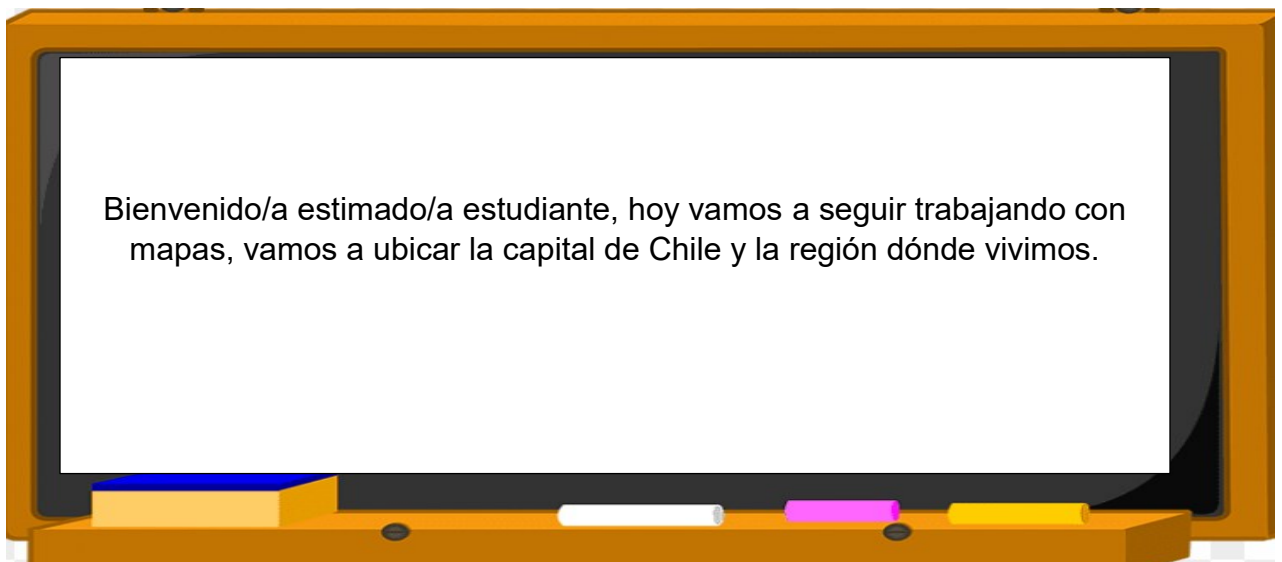 Bienvenido/a estimado/a estudiante, hoy vamos a seguir trabajando con
mapas, vamos a ubicar la capital de Chile y la región dónde vivimos.